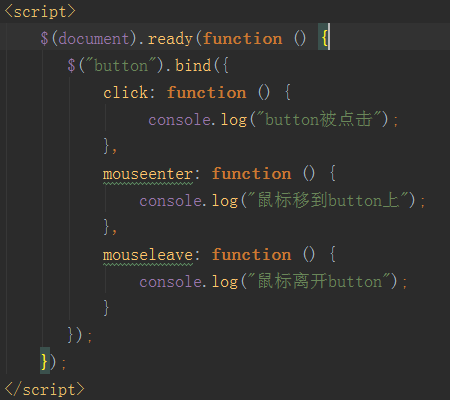 <script>
$(document).ready(function () {
$("button").bind({
click: function () {
console.log("button被点击");
},
mouseenter: function () {
console.log("鼠标移到button上");
},
mouseleave: function () {
console.log("鼠标离开button");
}
});
});
</script>